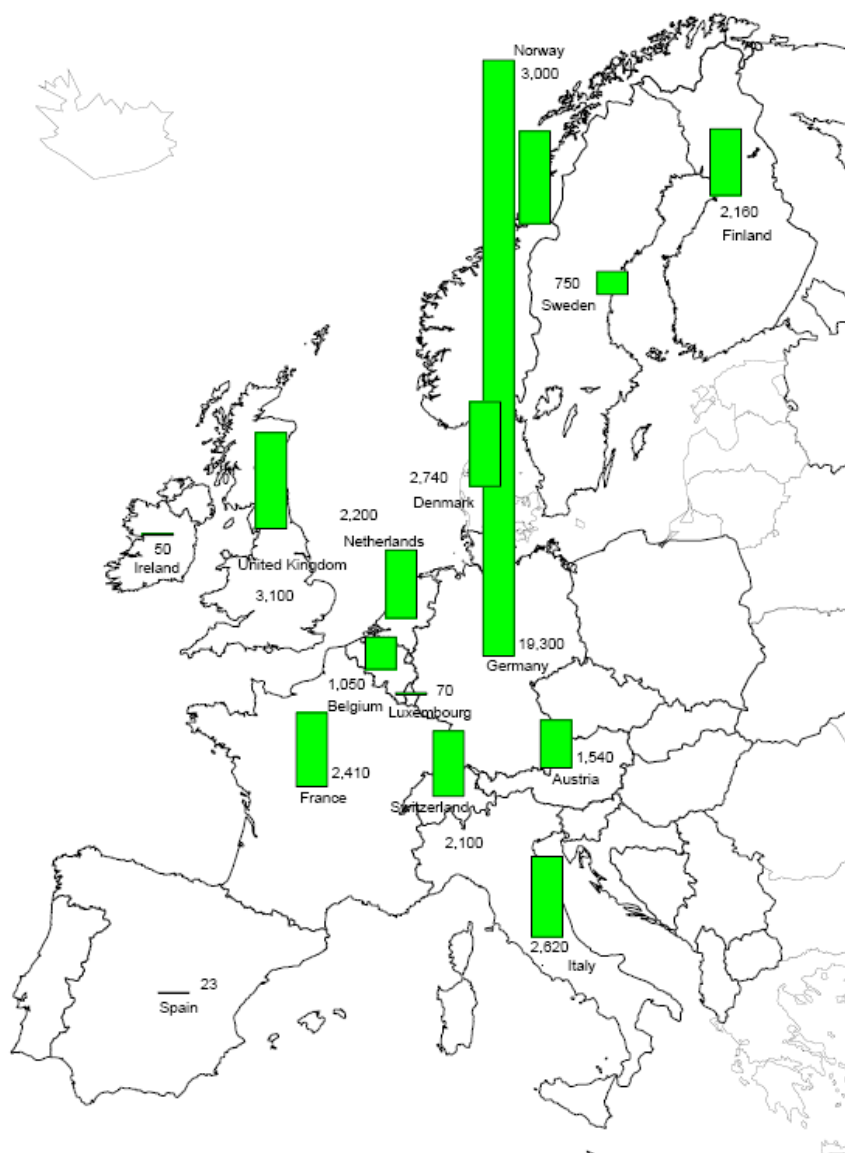 Norway
3,000
2,160
Finland
750
Sweden
2,740
Denmark
2,200
Netherlands
50
Ireland
United Kingdom
3,100
19,300
Germany
1,050
Belgium
70
Luxembourg
2,410
France
1,540
Austria
Switzerland
2,100
2,620
Italy
23
Spain